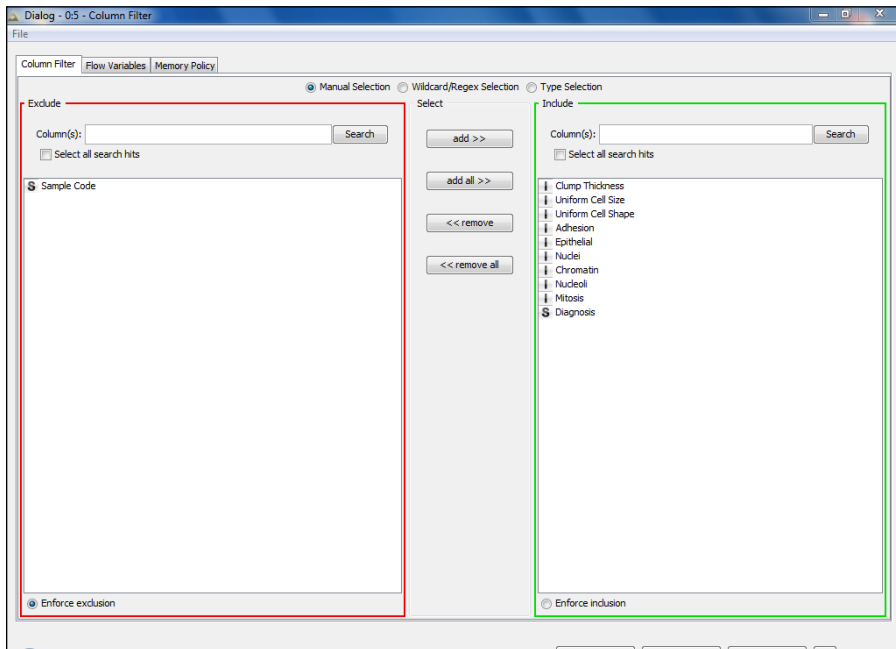 Dialog - 0:5 - Column Filter
File
Column Filter Flow Variables Memory Policy
Manual Selection Wildcard/Regex Selection Type Selection
Exclude
Column(s): Search
Select all search hits
S Sample Code
Enforce exclusion
Select
add >>
add all >>
<< remove
<< remove all
Include
Column(s): Search
Select all search hits
I Clump Thickness
I Uniform Cell Size
I Uniform Cell Shape
I Adhesion
I Epithelial
I Nuclei
I Chromatin
I Nucleoli
I Mitosis
S Diagnosis
Enforce inclusion